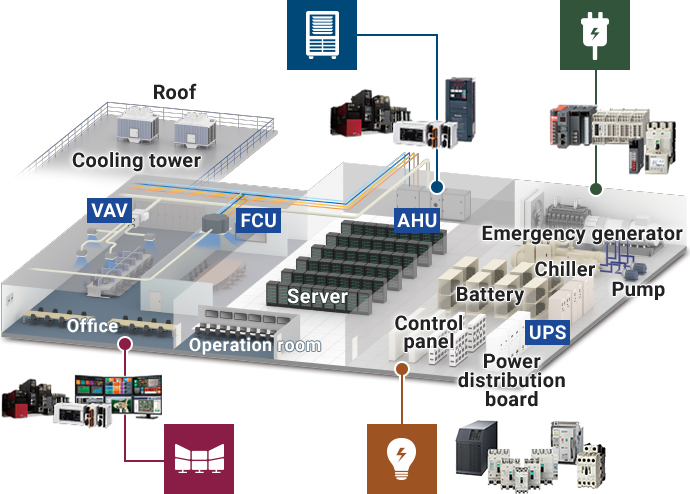 Roof
Cooling tower
VAV
FCU
AHU
Emergency generator
Chiller
Pump
Battery
Server
Office
Operation room
Control
panel
UPS
Power
distribution
board